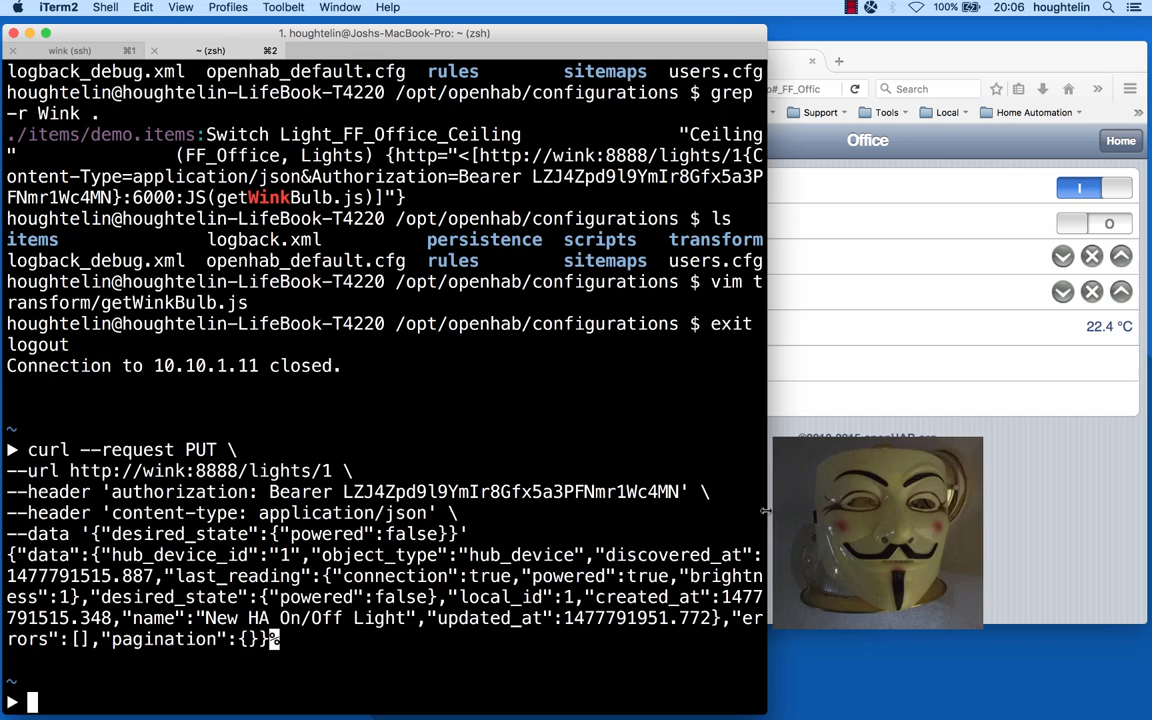 iTerm2 Shell Edit View Profiles Toolbelt Window Help 100% 20:06 houghtelin
1. houghtelin@Joshs-MacBook-Pro: ~ (zsh)
wink (ssh) ⌘1 ~ (zsh) ⌘2
logback_debug.xml openhab_default.cfg rules sitemaps users.cfg
houghtelin@houghtelin-LifeBook-T4220 /opt/openhab/configurations $ grep
-r Wink .
./items/demo.items:Switch Light_FF_Office_Ceiling "Ceiling
" (FF_Office, Lights) {http="<[http://wink:8888/lights/1{C
ontent-Type=application/json&Authorization=Bearer LZJ4Zpd9l9YmIr8Gfx5a3P
FNmr1Wc4MN}:6000:JS(getWinkBulb.js)]"}
houghtelin@houghtelin-LifeBook-T4220 /opt/openhab/configurations $ ls
items logback.xml persistence scripts transform
logback_debug.xml openhab_default.cfg rules sitemaps users.cfg
houghtelin@houghtelin-LifeBook-T4220 /opt/openhab/configurations $ vim t
ransform/getWinkBulb.js
houghtelin@houghtelin-LifeBook-T4220 /opt/openhab/configurations $ exit
logout
Connection to 10.10.1.11 closed.
~
▶ curl --request PUT \
--url http://wink:8888/lights/1 \
--header 'authorization: Bearer LZJ4Zpd9l9YmIr8Gfx5a3PFNmr1Wc4MN' \
--header 'content-type: application/json' \
--data '{"desired_state":{"powered":false}}'
{"data":{"hub_device_id":"1","object_type":"hub_device","discovered_at":
1477791515.887,"last_reading":{"connection":true,"powered":true,"brightn
ess":1},"desired_state":{"powered":false},"local_id":1,"created_at":1477
791515.348,"name":"New HA On/Off Light","updated_at":1477791951.772},"er
rors":[],"pagination":{}}%
~
▶
p#_FF_Offic Search
Support Tools Local Home Automation
Office Home
I
O
22.4 °C